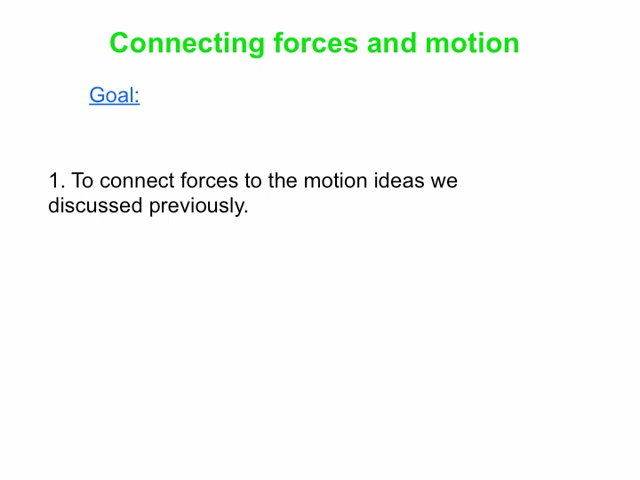 Connecting forces and motion
Goal:
1. To connect forces to the motion ideas we
discussed previously.